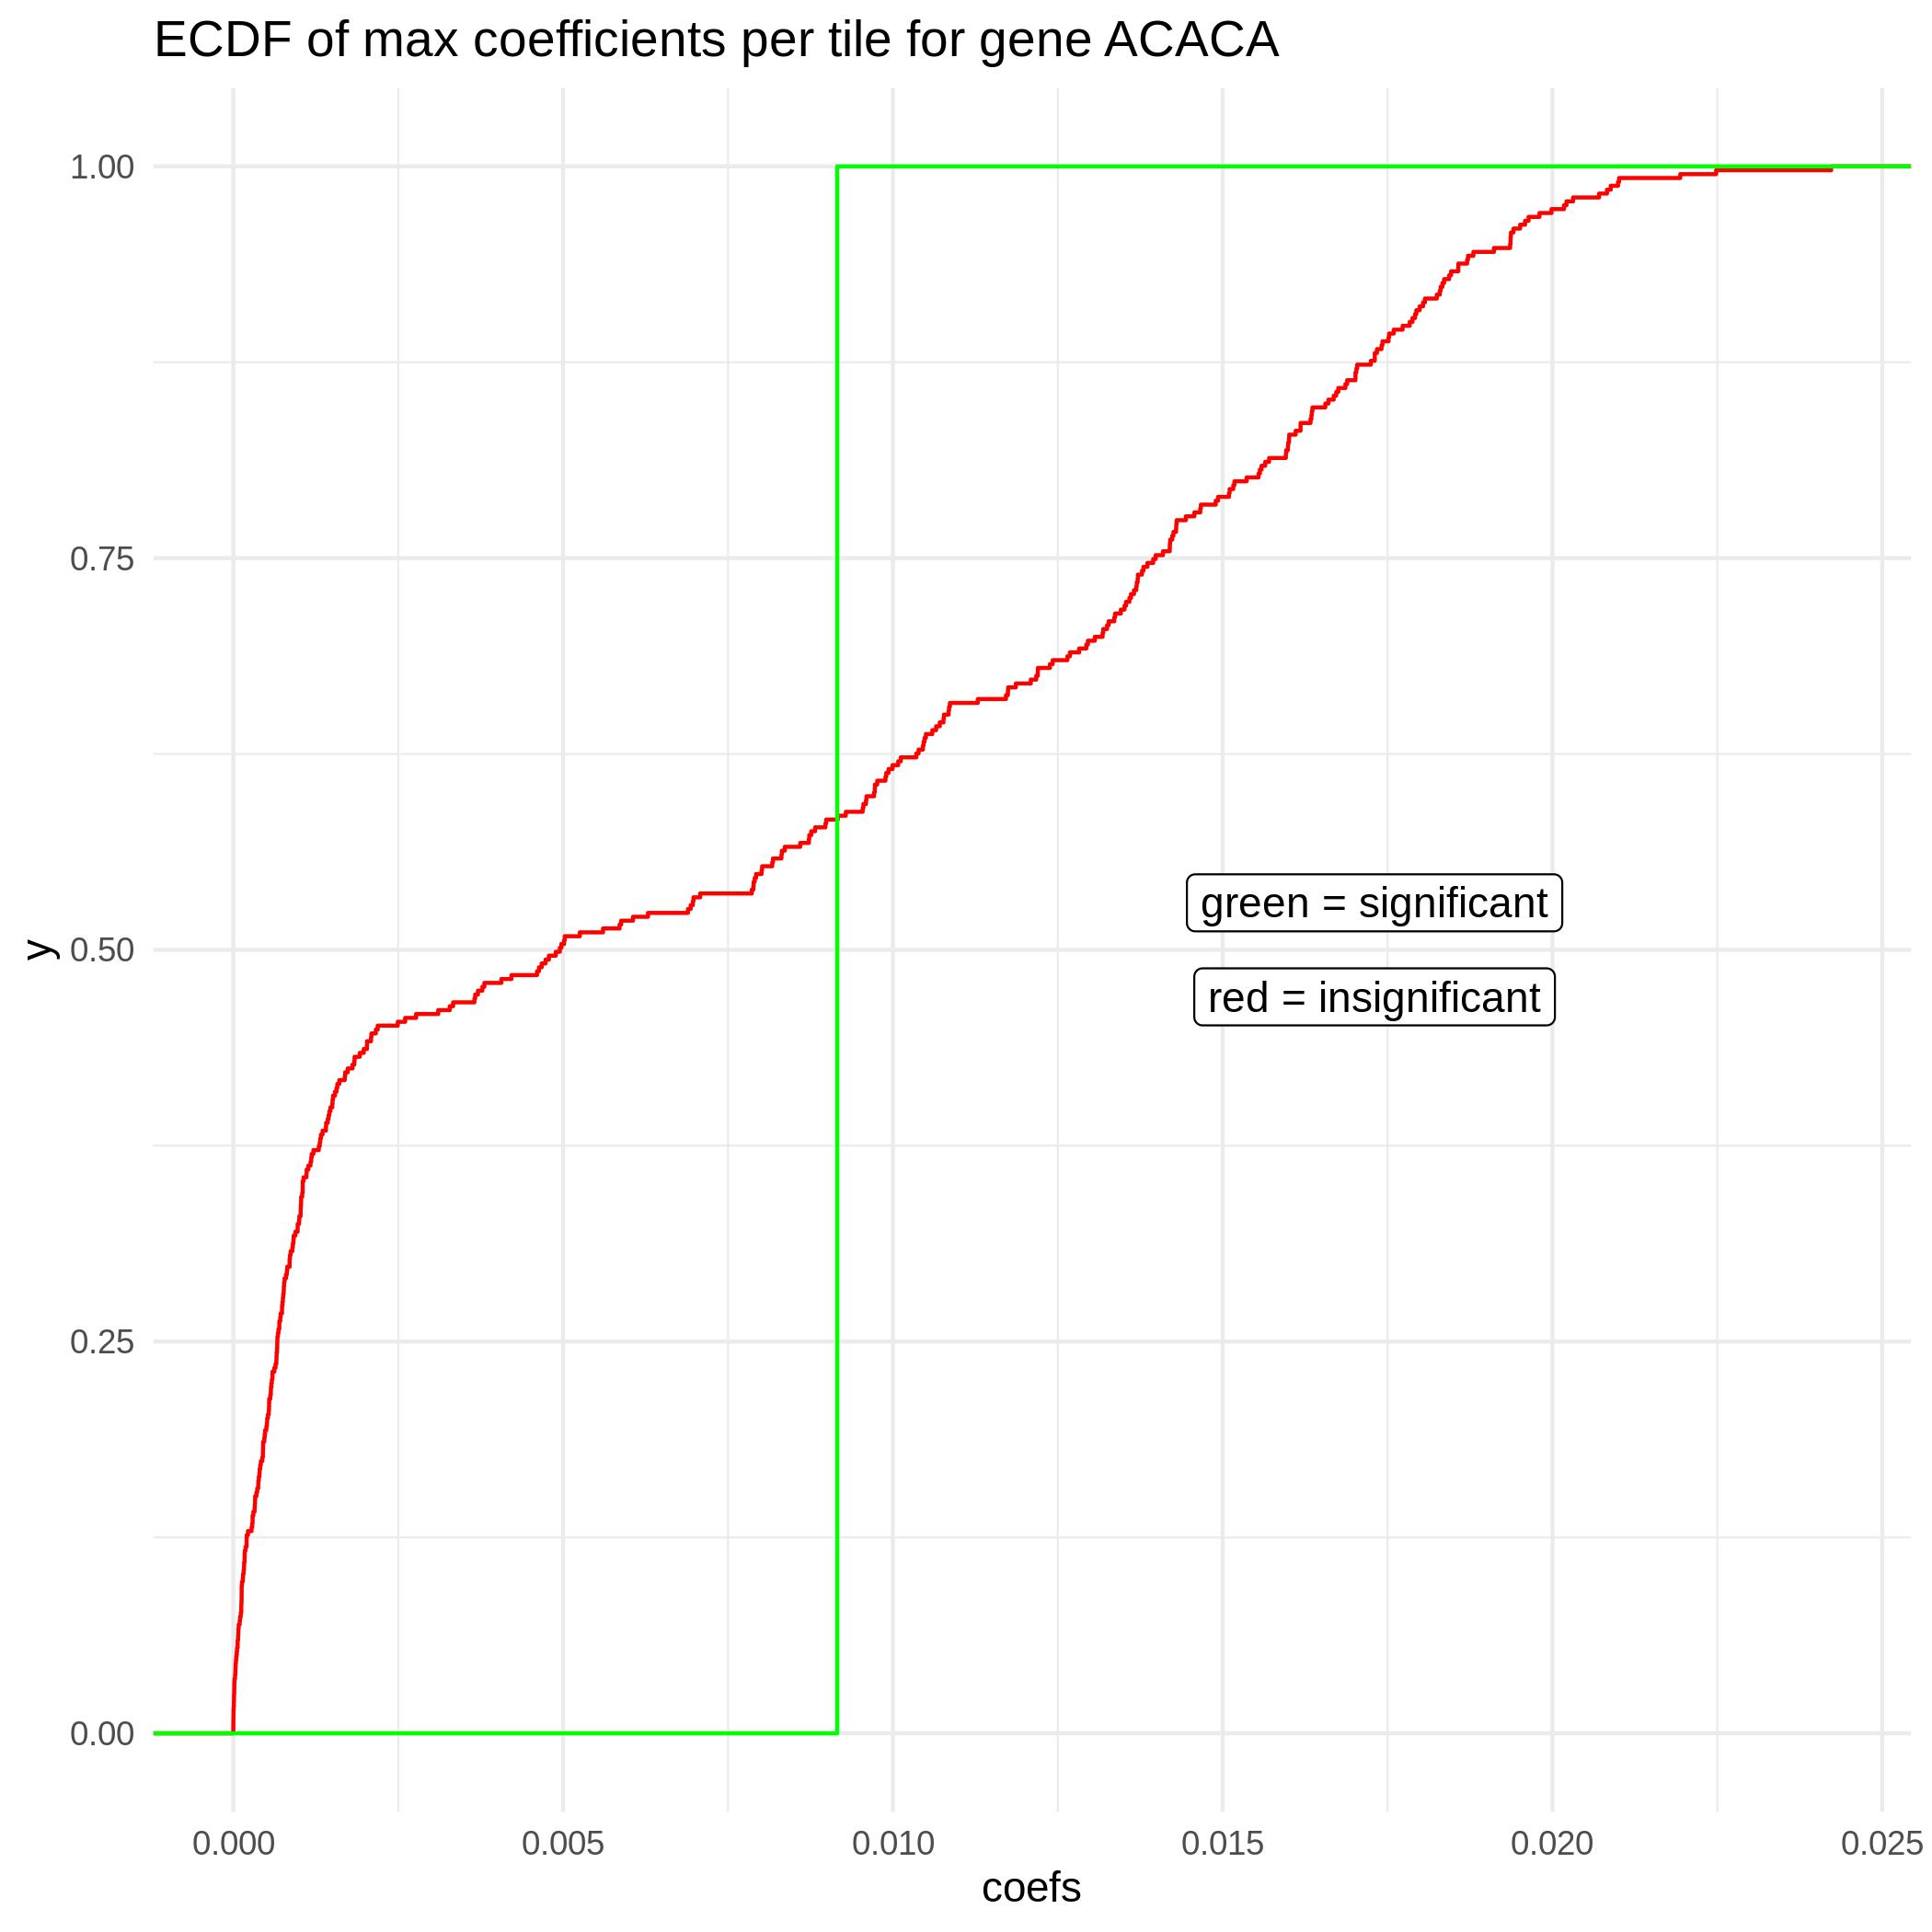 ECDF of max coefficients per tile for gene ACACA
1.00
0.75
0.50
0.25
0.00
y
green = significant
red = insignificant
0.000 0.005 0.010 0.015 0.020 0.025
coefs